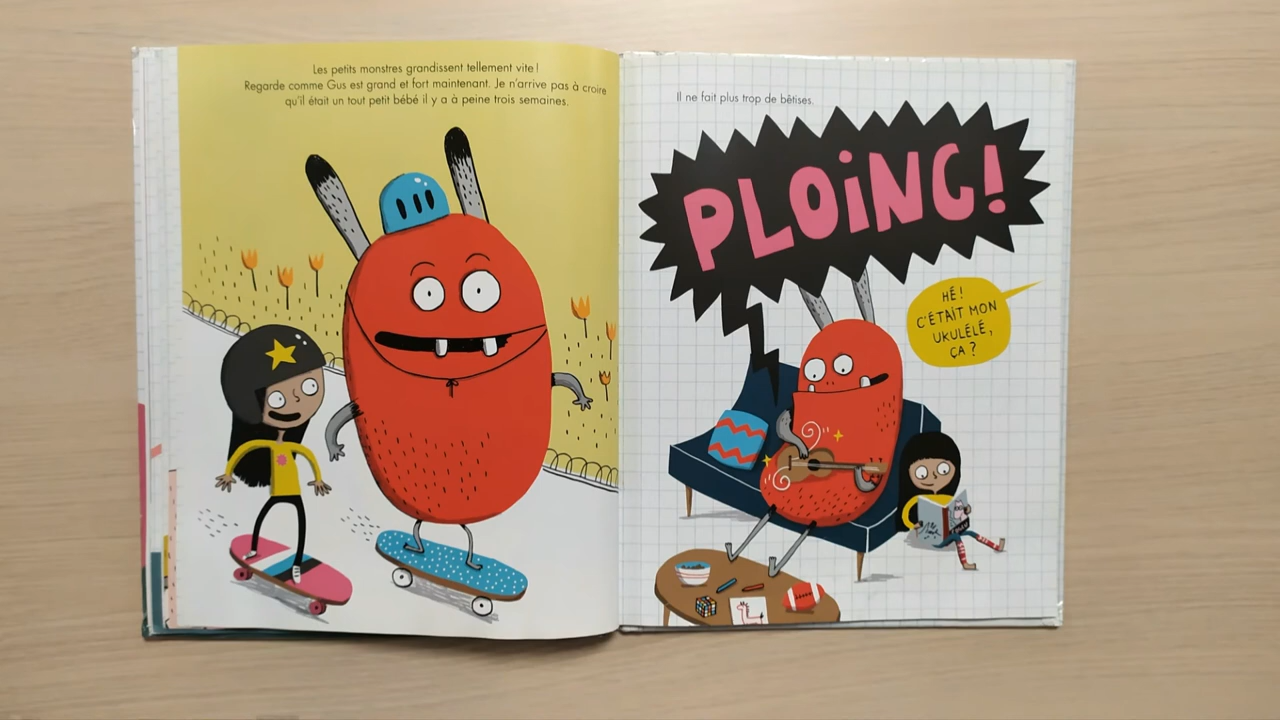 Les petits monstres grandissent tellement vite !
Regarde comme Gus est grand et fort maintenant. Je n'arrive pas à croire
qu'il était un tout petit bébé il y a à peine trois semaines.
Il ne fait plus trop de bêtises.
PLOiNG!
HÉ!
C'ÉTAIT MON
UKULÉLÉ,
ÇA ?